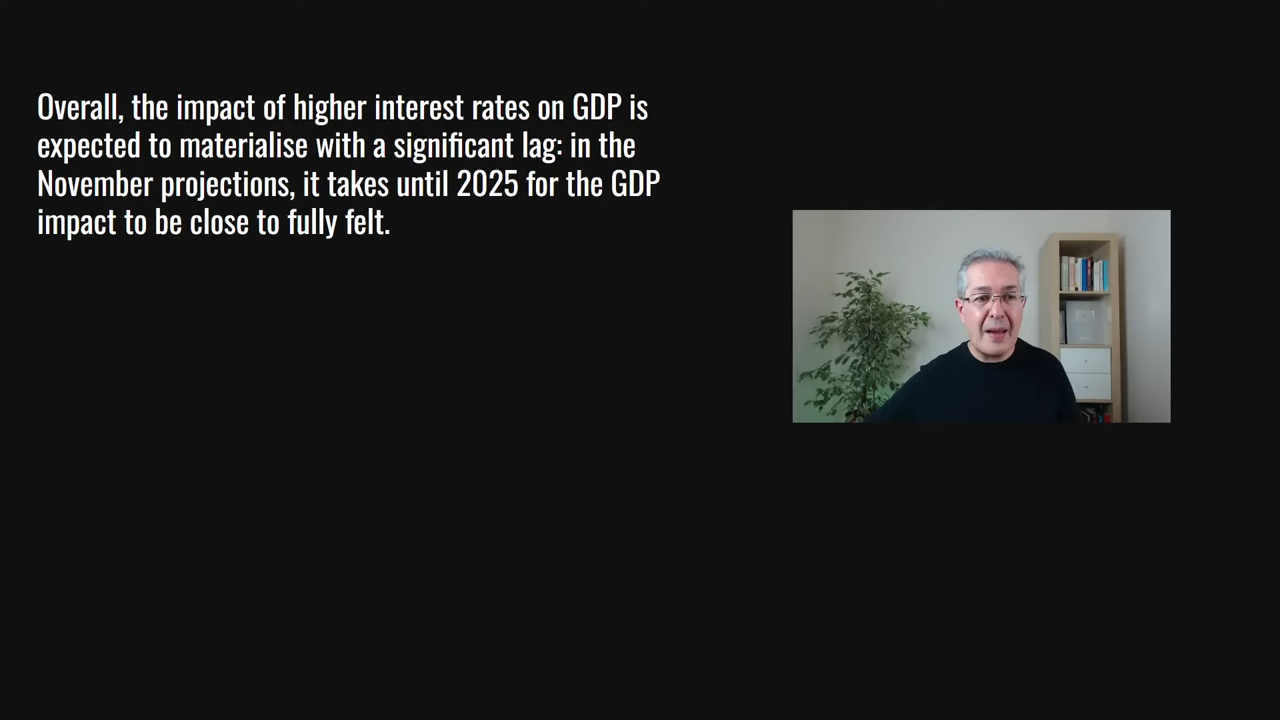 Overall, the impact of higher interest rates on GDP is
expected to materialise with a significant lag: in the
November projections, it takes until 2025 for the GDP
impact to be close to fully felt.